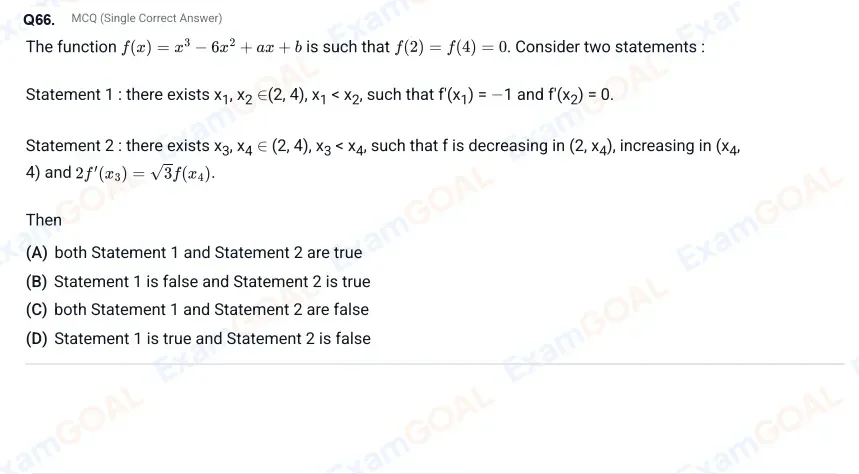 Q66. MCQ (Single Correct Answer)
The function f(x) = x³ − 6x² + ax + b is such that f(2) = f(4) = 0. Consider two statements :
Statement 1 : there exists x₁, x₂ ∈(2, 4), x₁ < x₂, such that f'(x₁) = −1 and f'(x₂) = 0.
Statement 2 : there exists x₃, x₄ ∈ (2, 4), x₃ < x₄, such that f is decreasing in (2, x₄), increasing in (x₄,
4) and 2f′(x₃) = √3f(x₄).
Then
(A) both Statement 1 and Statement 2 are true
(B) Statement 1 is false and Statement 2 is true
(C) both Statement 1 and Statement 2 are false
(D) Statement 1 is true and Statement 2 is false